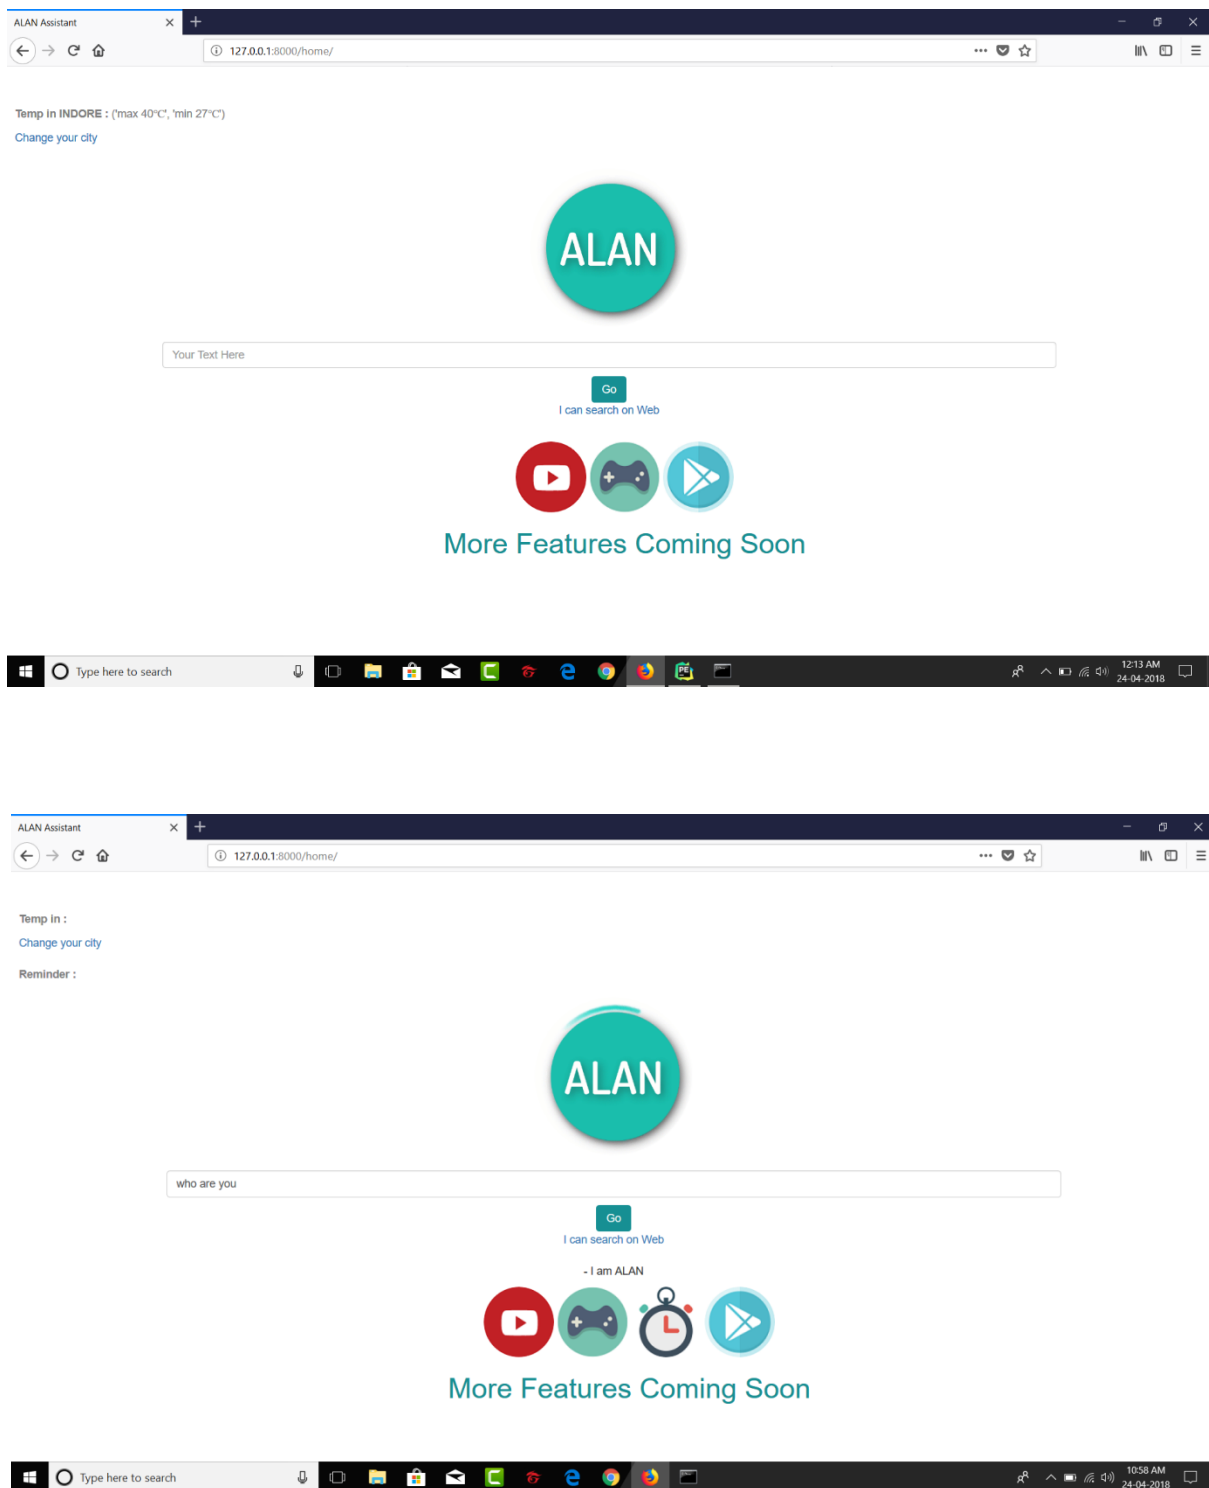 ALAN Assistant
127.0.0.1:8000/home/
Temp in INDORE : ('max 40°C', 'min 27°C')
Change your city
ALAN
Your Text Here
Go
I can search on Web
More Features Coming Soon
Type here to search
PE
12:13 AM
24-04-2018
ALAN Assistant
127.0.0.1:8000/home/
Temp in :
Change your city
Reminder :
ALAN
who are you
Go
I can search on Web
- I am ALAN
More Features Coming Soon
Type here to search
10:58 AM
24-04-2018